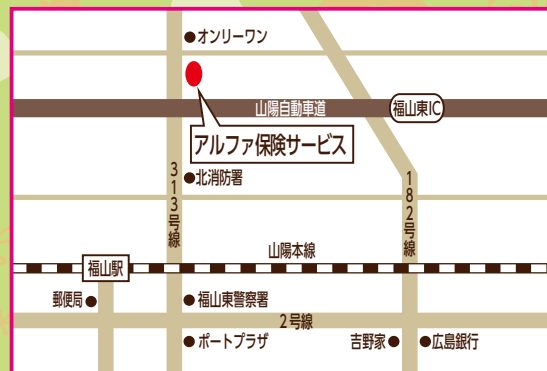 オンリーワン
山陽自動車道
福山東IC
アルファ保険サービス
北消防署
313号線
182号線
山陽本線
福山駅
郵便局
福山東警察署
2号線
ポートプラザ
吉野家
広島銀行